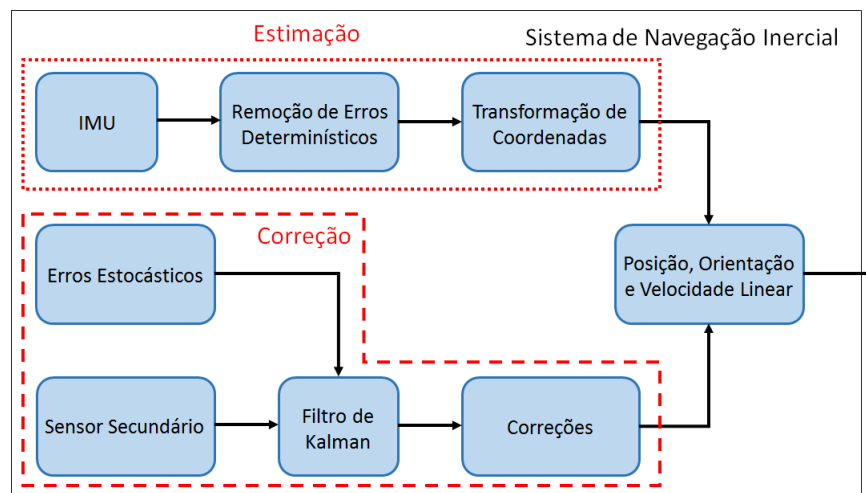 Estimação
Sistema de Navegação Inercial
IMU
Remoção de Erros
Determinísticos
Transformação de
Coordenadas
Correção
Erros Estocásticos
Posição, Orientação
e Velocidade Linear
Sensor Secundário
Filtro de
Kalman
Correções